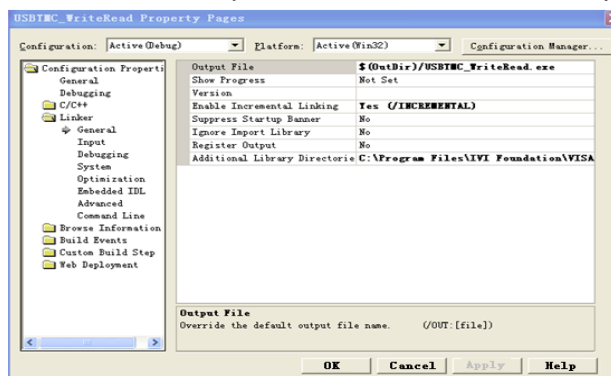 USBTMC_WriteRead Property Pages
Configuration: Active(Debug) Platform: Active(Win32) Configuration Manager...
Configuration Properti
General
Debugging
C/C++
Linker
General
Input
Debugging
System
Optimization
Embedded IDL
Advanced
Command Line
Browse Information
Build Events
Custom Build Step
Web Deployment
Output File $(OutDir)/USBTMC_WriteRead.exe
Show Progress Not Set
Version
Enable Incremental Linking Yes (/INCREMENTAL)
Suppress Startup Banner No
Ignore Import Library No
Register Output No
Additional Library Directorie C:\Program Files\IVI Foundation\VISA
Output File
Override the default output file name. (/OUT:[file])
OK Cancel Apply Help